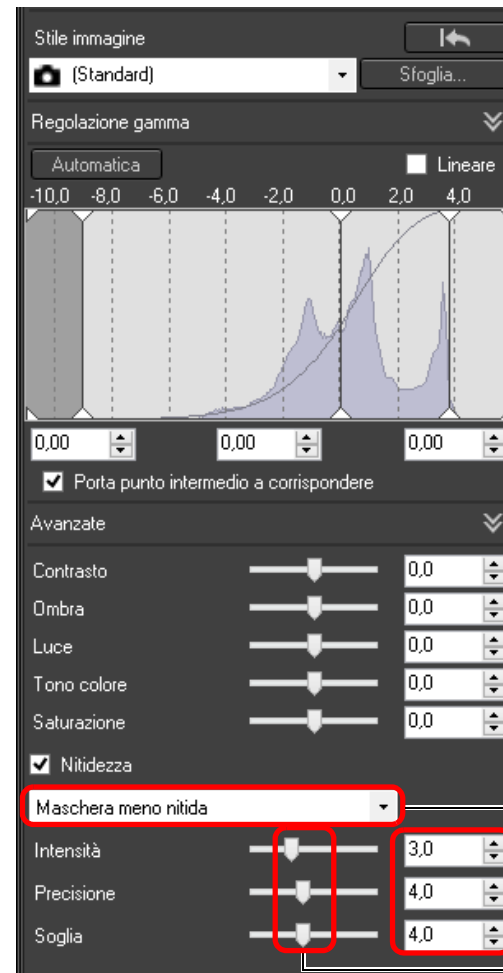 Stile immagine
(Standard) Sfoglia...
Regolazione gamma
Automatica Lineare
-10,0 -8,0 -6,0 -4,0 -2,0 0,0 2,0 4,0
0,00 0,00 0,00
Porta punto intermedio a corrispondere
Avanzate
Contrasto 0,0
Ombra 0,0
Luce 0,0
Tono colore 0,0
Saturazione 0,0
Nitidezza
Maschera meno nitida
Intensità 3,0
Precisione 4,0
Soglia 4,0